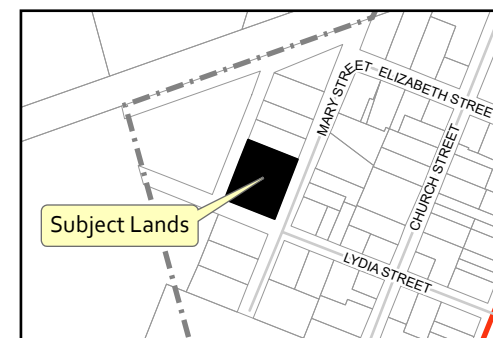 MARY STREET
ELIZABETH STREE
CHURCH STREET
Subject Lands
LYDIA STREET